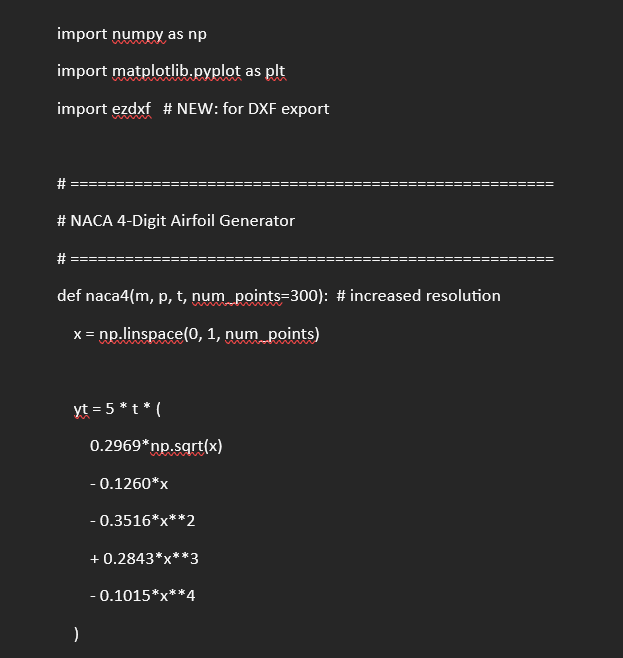 import numpy as np
import matplotlib.pyplot as plt
import ezdxf   # NEW: for DXF export
# =====================================================
# NACA 4-Digit Airfoil Generator
# =====================================================
def naca4(m, p, t, num_points=300):  # increased resolution
    x = np.linspace(0, 1, num_points)
    yt = 5 * t * (
        0.2969*np.sqrt(x)
        - 0.1260*x
        - 0.3516*x**2
        + 0.2843*x**3
        - 0.1015*x**4
    )